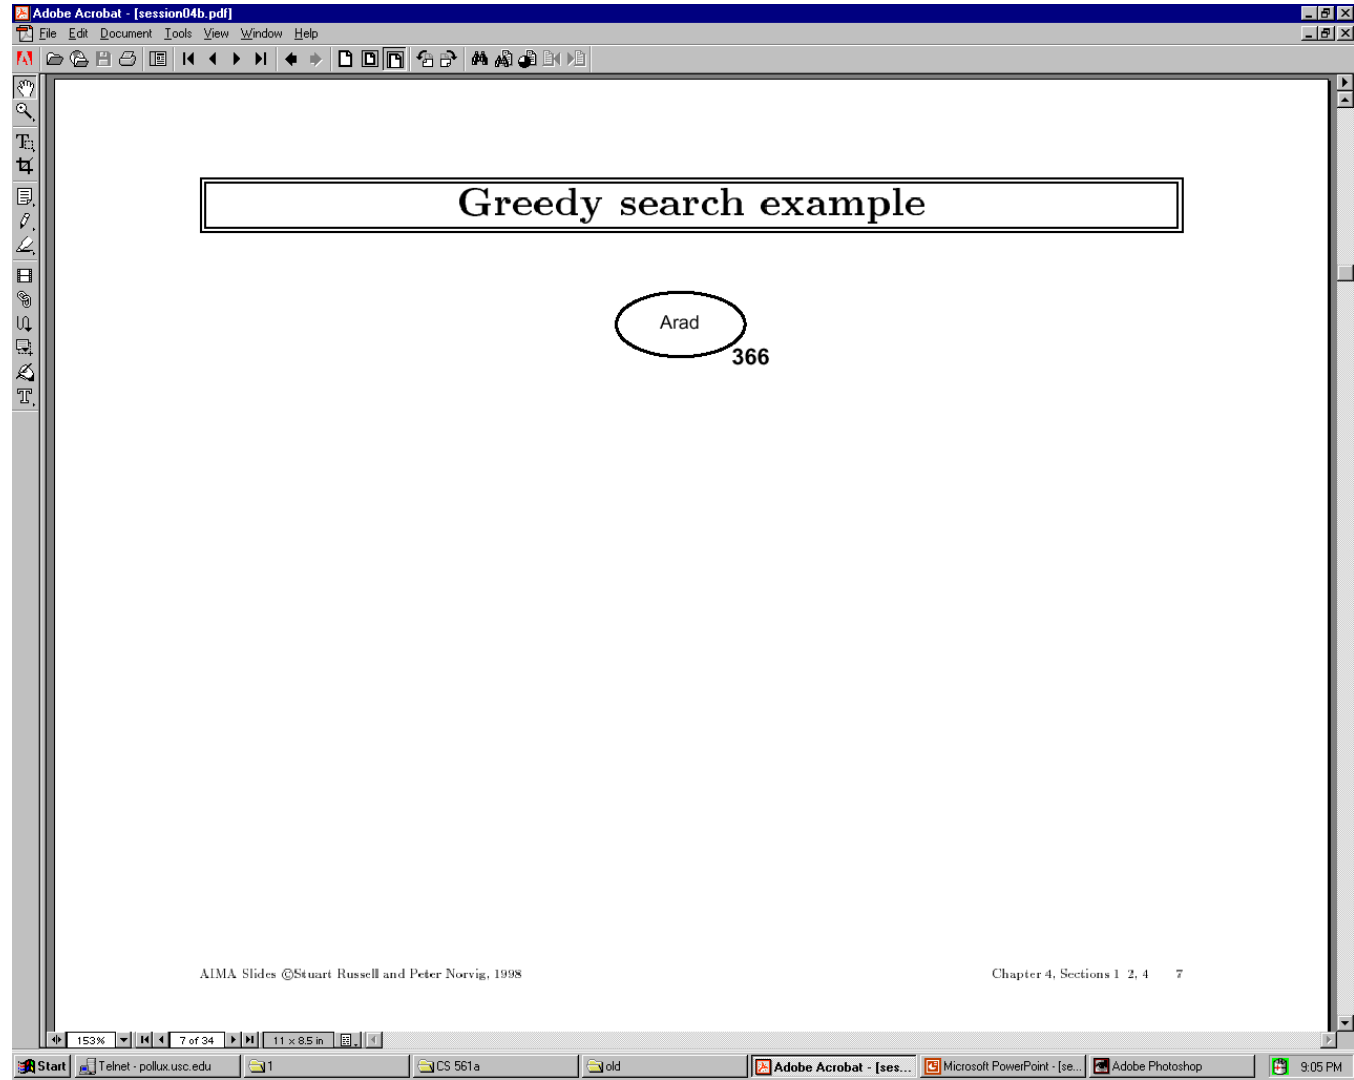 Adobe Acrobat - [session04b.pdf]
File Edit Document Tools View Window Help
Greedy search example
Arad
366
AIMA Slides ©Stuart Russell and Peter Norvig, 1998
Chapter 4, Sections 1 2, 4 7
153% 7 of 34 11 x 8.5 in
Start Telnet - pollux.usc.edu 1 CS 561a old Adobe Acrobat - [ses... Microsoft PowerPoint - [se... Adobe Photoshop 9:05 PM